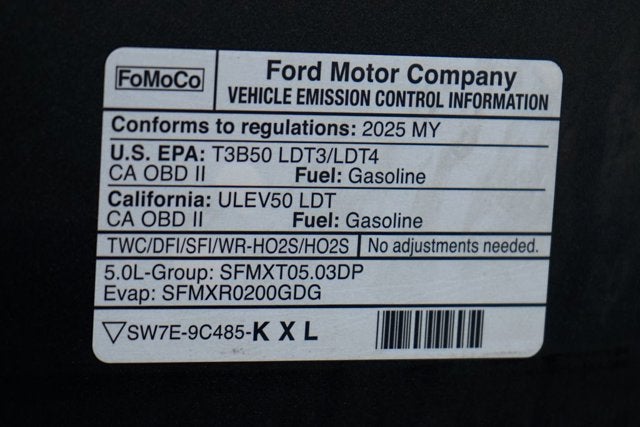 FoMoCo
Ford Motor Company
VEHICLE EMISSION CONTROL INFORMATION
Conforms to regulations: 2025 MY
U.S. EPA: T3B50 LDT3/LDT4
CA OBD II Fuel: Gasoline
California: ULEV50 LDT
CA OBD II Fuel: Gasoline
TWC/DFI/SFI/WR-HO2S/HO2S No adjustments needed.
5.0L-Group: SFMXT05.03DP
Evap: SFMXR0200GDG
SW7E-9C485-K X L